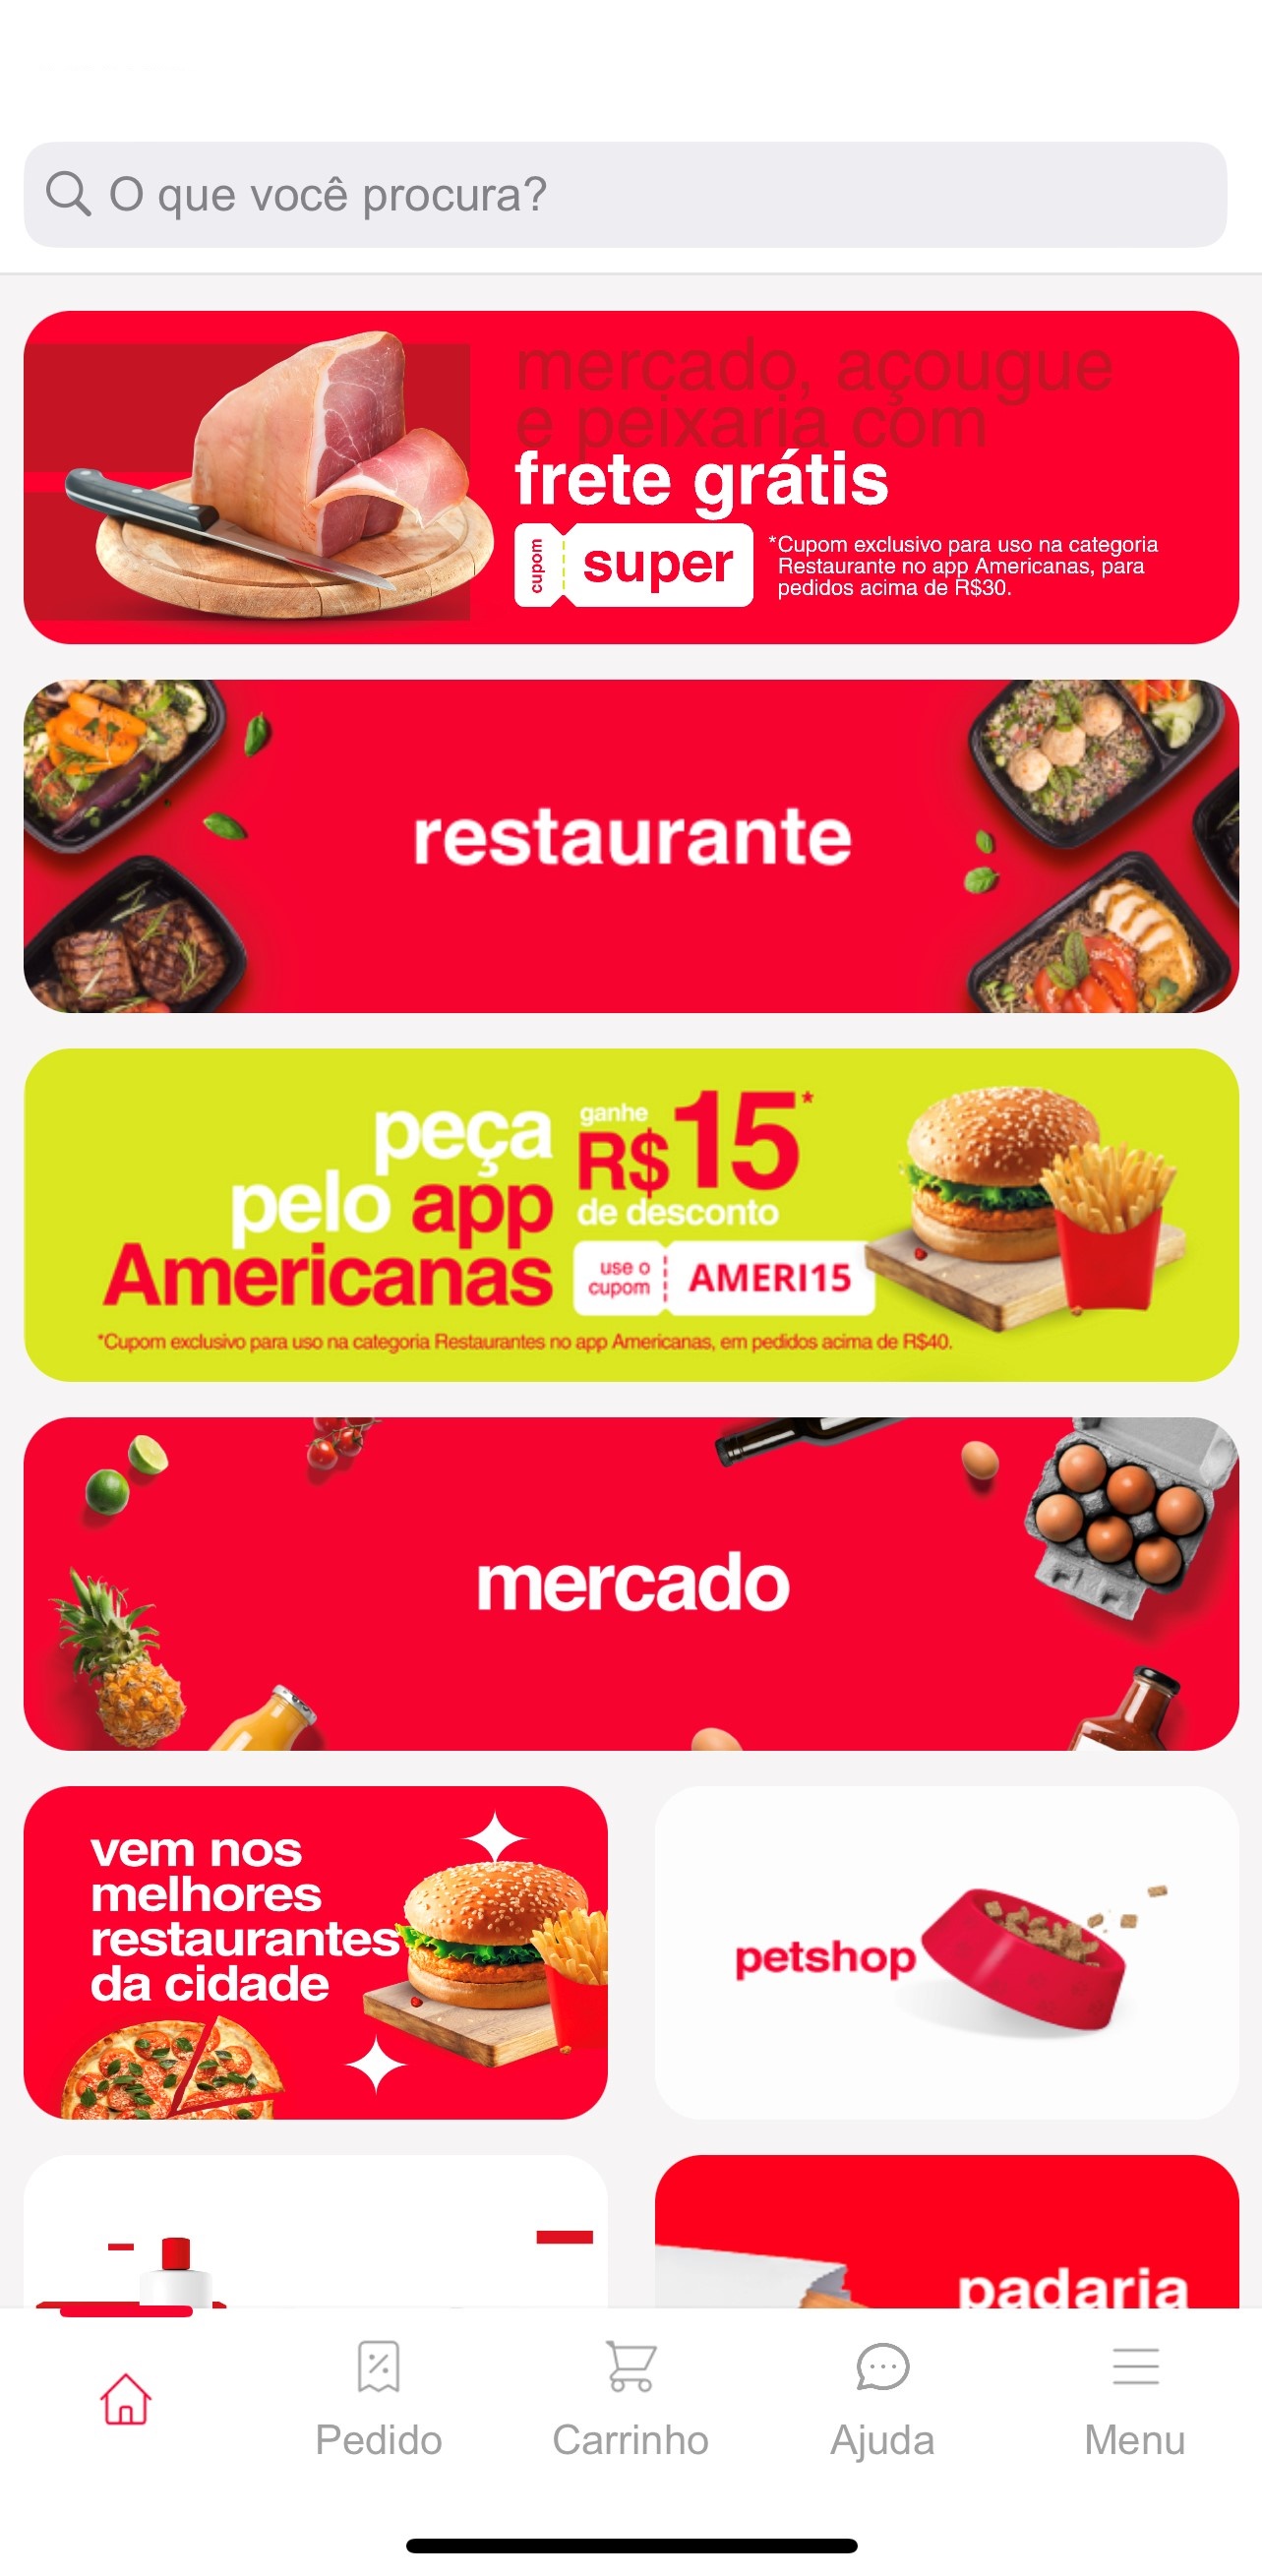 O que você procura?
mercado, açougue
e peixaria com
frete grátis
cupom
super
*Cupom exclusivo para uso na categoria
Restaurante no app Americanas, para
pedidos acima de R$30.
restaurante
peça
pelo app
Americanas
ganhe
R$15*
de desconto
use o
cupom
AMERI15
*Cupom exclusivo para uso na categoria Restaurantes no app Americanas, em pedidos acima de R$40.
mercado
vem nos
melhores
restaurantes
da cidade
petshop
padaria
Pedido
Carrinho
Ajuda
Menu